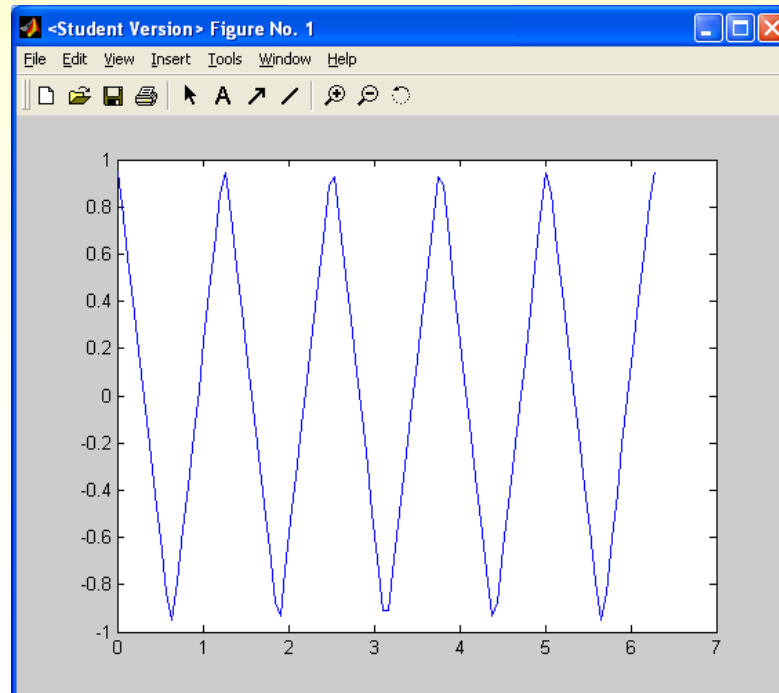 <Student Version> Figure No. 1
File Edit View Insert Tools Window Help
A
1
0.8
0.6
0.4
0.2
0
-0.2
-0.4
-0.6
-0.8
-1
0 1 2 3 4 5 6 7